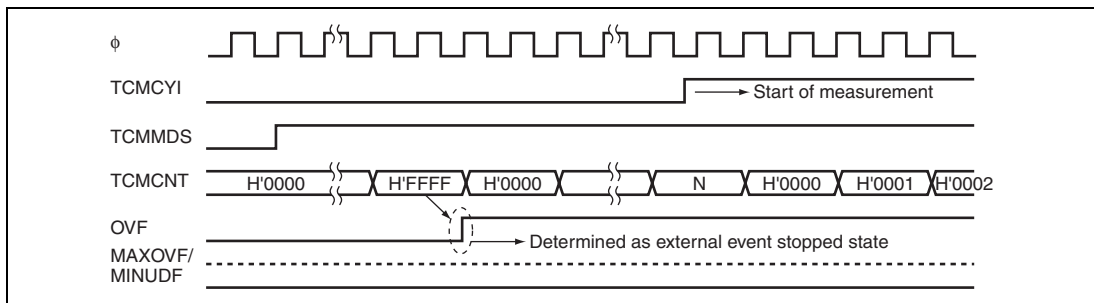 ϕ
TCMCYI
Start of measurement
TCMMDS
TCMCNT H'0000 H'FFFF H'0000 N H'0000 H'0001 H'0002
OVF
Determined as external event stopped state
MAXOVF/
MINUDF